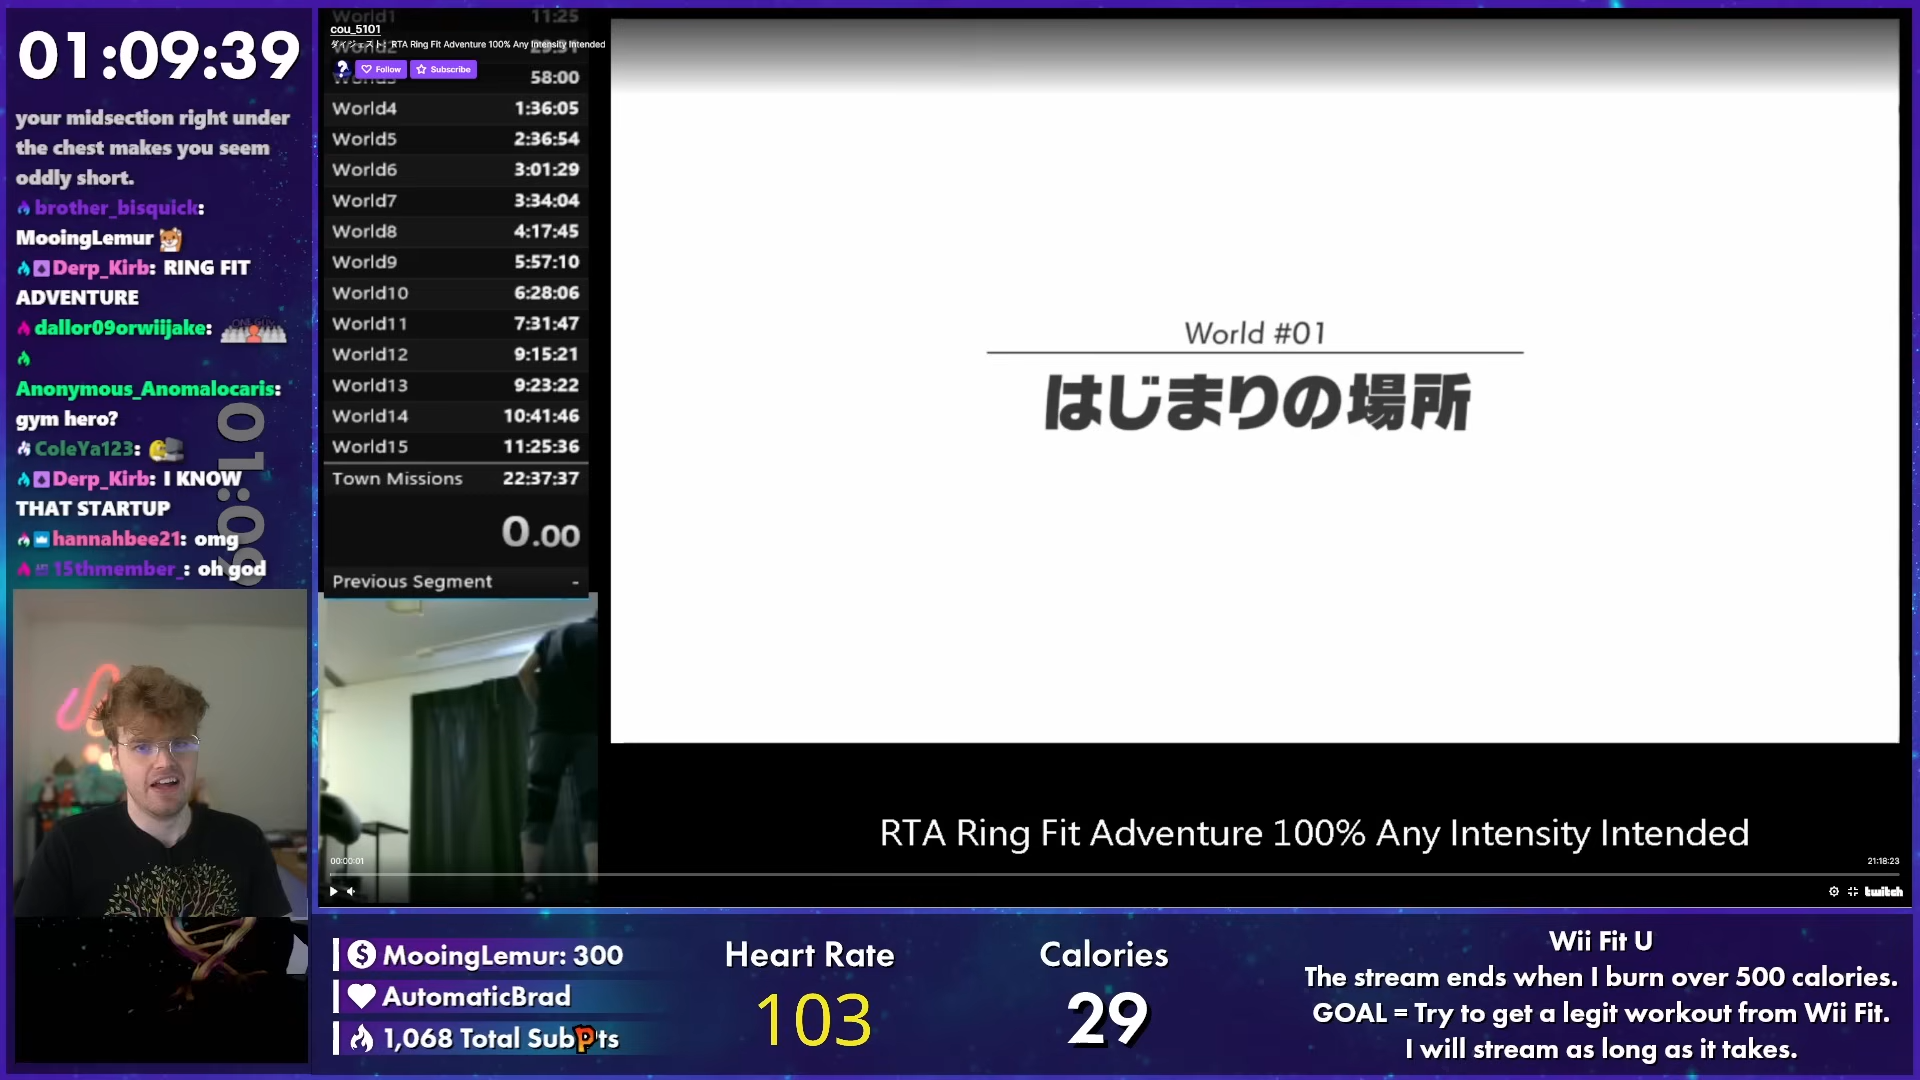 01:09:39
your midsection right under
the chest makes you seem
oddly short.
brother_bisquick:
MooingLemur
Derp_Kirb: RING FIT
ADVENTURE
dallor09orwiijake:
Anonymous_Anomalocaris:
gym hero?
ColeYa123:
Derp_Kirb: I KNOW
THAT STARTUP
hannahbee21: omg
15thmember_: oh god
01:09
World1 11:25
cou_5101
RTA Ring Fit Adventure 100% Any Intensity Intended
Follow
Subscribe
World3 58:00
World4 1:36:05
World5 2:36:54
World6 3:01:29
World7 3:34:04
World8 4:17:45
World9 5:57:10
World10 6:28:06
World11 7:31:47
World12 9:15:21
World13 9:23:22
World14 10:41:46
World15 11:25:36
Town Missions 22:37:37
0.00
Previous Segment -
World #01
はじまりの場所
RTA Ring Fit Adventure 100% Any Intensity Intended
00:00:01
21:18:23
twitch
MooingLemur: 300
AutomaticBrad
1,068 Total Sub
Heart Rate
103
Calories
29
Wii Fit U
The stream ends when I burn over 500 calories.
GOAL = Try to get a legit workout from Wii Fit.
I will stream as long as it takes.